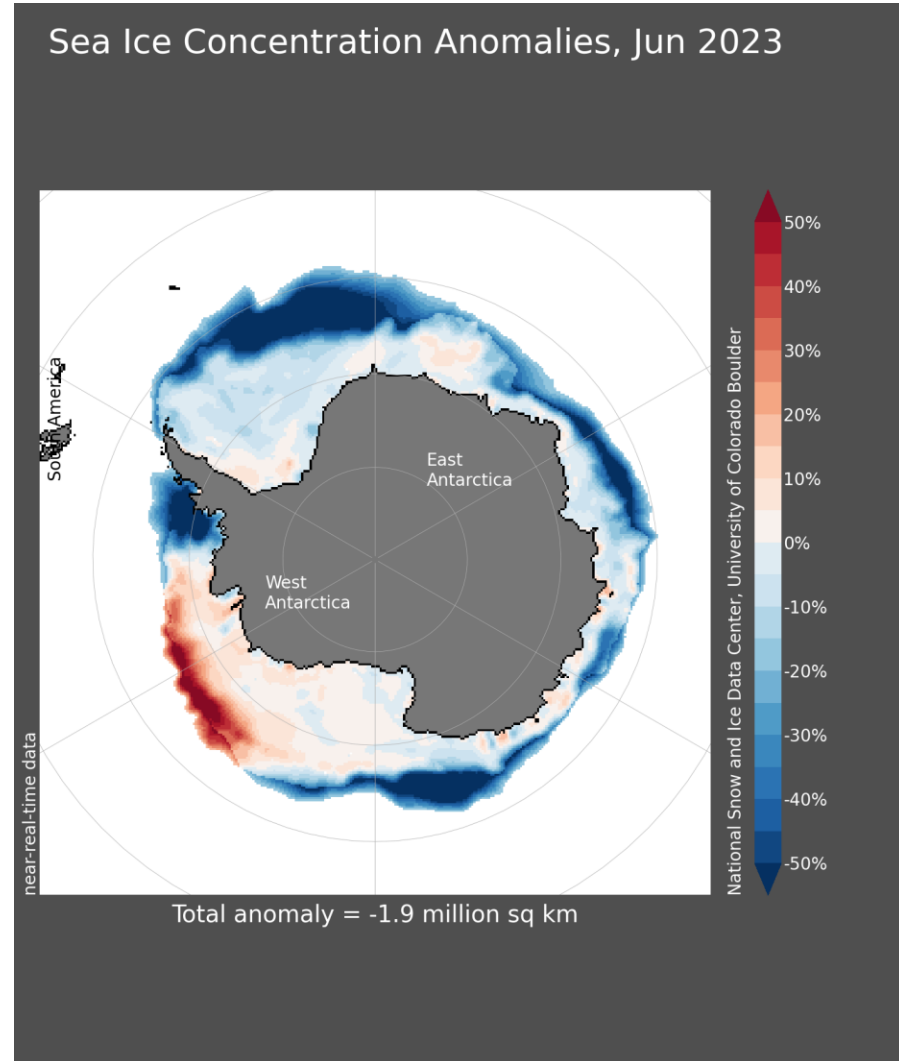 Sea Ice Concentration Anomalies, Jun 2023
South America
East
Antarctica
West
Antarctica
near-real-time data
National Snow and Ice Data Center, University of Colorado Boulder
50%
40%
30%
20%
10%
0%
-10%
-20%
-30%
-40%
-50%
Total anomaly = -1.9 million sq km